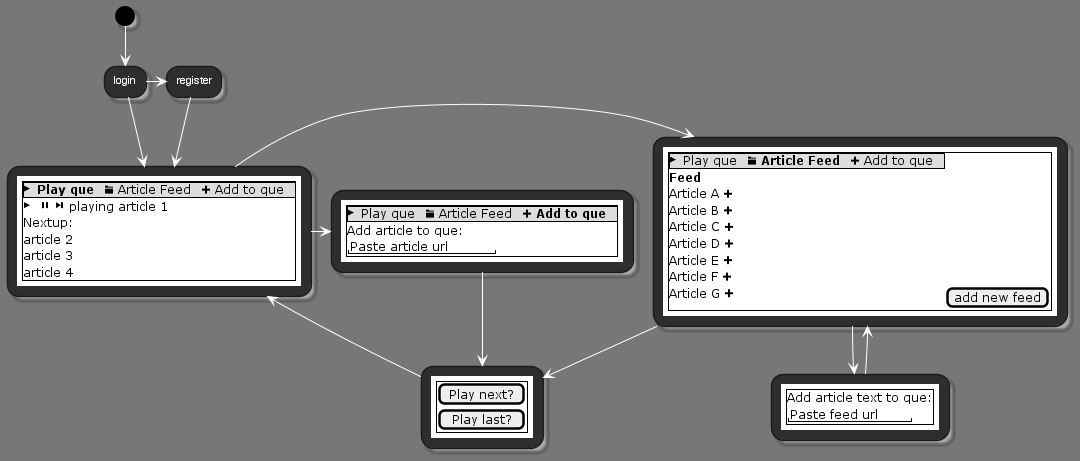 login
register
Play que Article Feed + Add to que
playing article 1
Nextup:
article 2
article 3
article 4
Play que Article Feed + Add to que
Add article to que:
Paste article url
Play que Article Feed + Add to que
Feed
Article A +
Article B +
Article C +
Article D +
Article E +
Article F +
Article G +
add new feed
Play next?
Play last?
Add article text to que:
Paste feed url